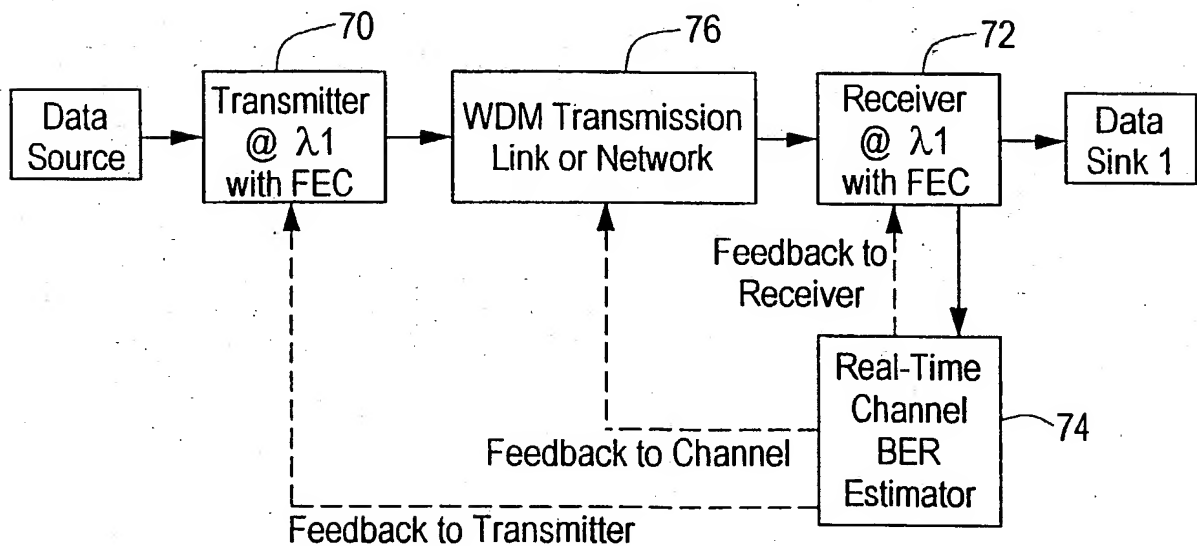 70
76
72
Data
Source
Transmitter
@ λ1
with FEC
WDM Transmission
Link or Network
Receiver
@ λ1
with FEC
Data
Sink 1
Feedback to
Receiver
Real-Time
Channel
BER
Estimator
74
Feedback to Channel
Feedback to Transmitter